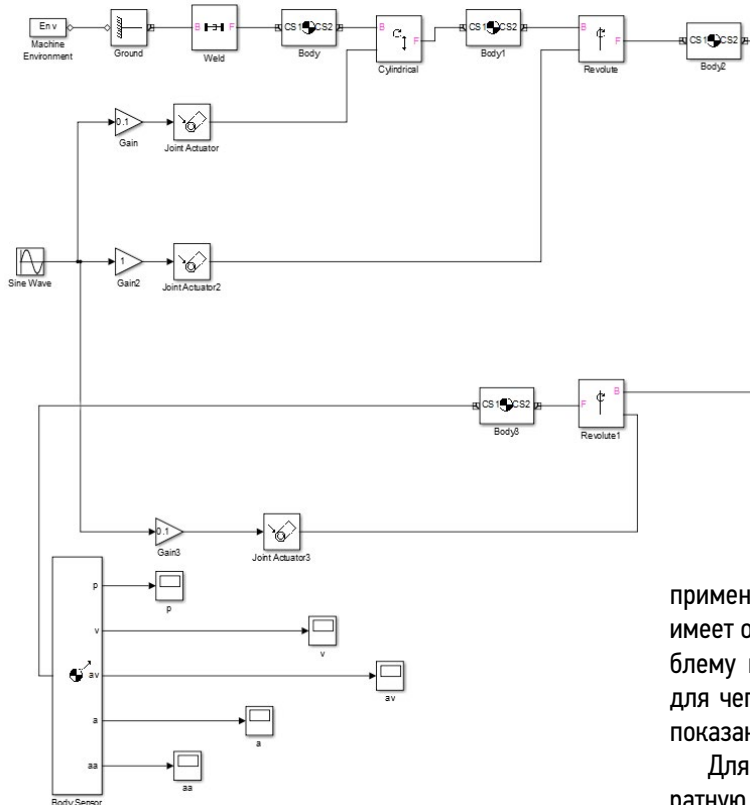 Env
Machine
Environment
Ground
B F
Weld
CS1 CS2
Body
B F
Cylindrical
CS1 CS2
Body1
B F
Revolute
CS1 CS2
Body2
0.1
Gain
Joint Actuator
Sine Wave
1
Gain2
Joint Actuator2
CS1 CS2
Body3
B F
Revolute1
0.1
Gain3
Joint Actuator3
p
v
av
a
aa
Body Sensor
p
v
av
a
aa
имеет о
блему
для чег
показан
Для
ратную